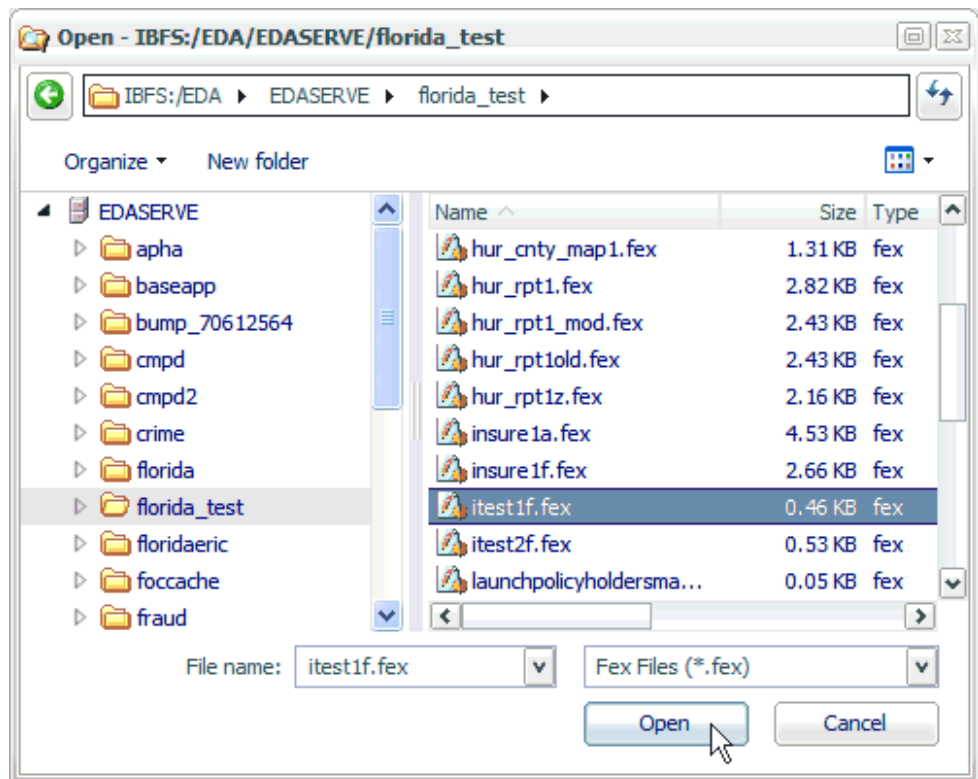 Open - IBFS:/EDA/EDASERVE/florida_test
IBFS:/EDA EDASERVE florida_test
Organize New folder
EDASERVE
apha
baseapp
bump_70612564
cmpd
cmpd2
crime
florida
florida_test
floridaeric
foccache
fraud
Name Size Type
hur_cnty_map1.fex 1.31 KB fex
hur_rpt1.fex 2.82 KB fex
hur_rpt1_mod.fex 2.43 KB fex
hur_rpt1old.fex 2.43 KB fex
hur_rpt1z.fex 2.16 KB fex
insure1a.fex 4.53 KB fex
insure1f.fex 2.66 KB fex
itest1f.fex 0.46 KB fex
itest2f.fex 0.53 KB fex
launchpolicyholdersma... 0.05 KB fex
File name: itest1f.fex Fex Files (*.fex)
Open Cancel